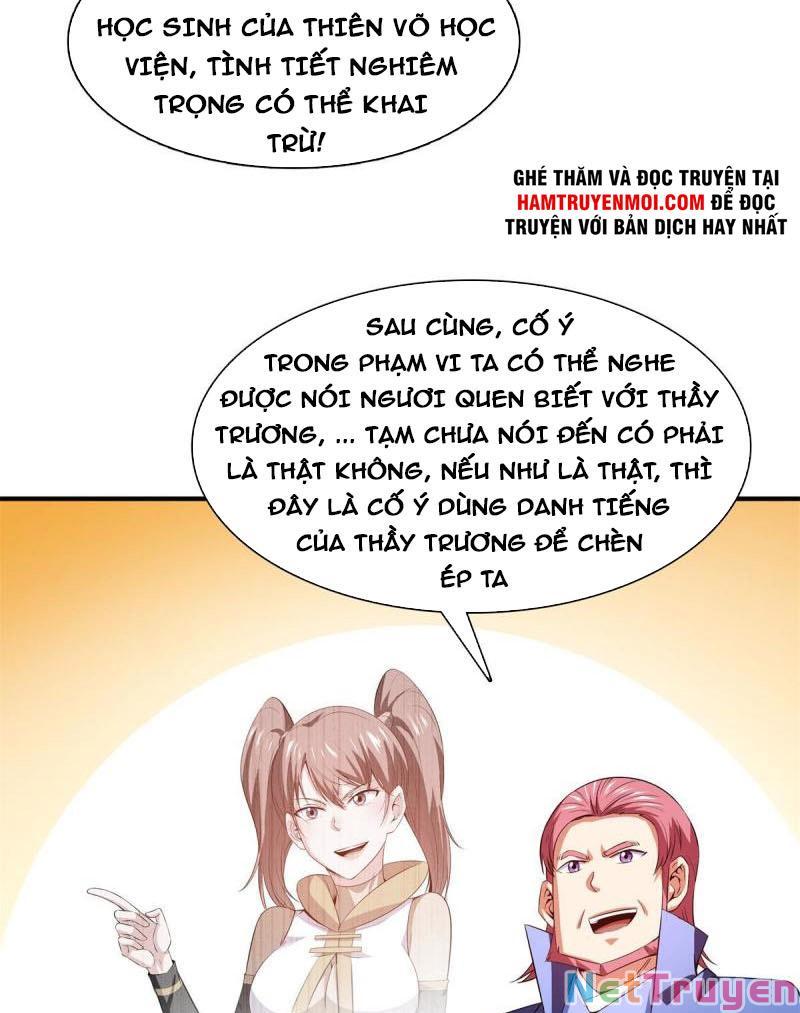 HỌC SINH CỦA THIÊN VÕ HỌC
VIỆN, TÌNH TIẾT NGHIÊM
TRỌNG CÓ THỂ KHAI
TRỪ!
GHÉ THĂM VÀ ĐỌC TRUYỆN TẠI
HAMTRUYENMOI.COM ĐỂ ĐỌC
TRUYỆN VỚI BẢN DỊCH HAY NHẤT
SAU CÙNG, CỐ Ý
TRONG PHẠM VI TA CÓ THỂ NGHE
ĐƯỢC NÓI NGƯƠI QUEN BIẾT VỚI THẦY
TRƯƠNG, ... TẠM CHƯA NÓI ĐẾN CÓ PHẢI
LÀ THẬT KHÔNG, NẾU NHƯ LÀ THẬT, THÌ
ĐÂY LÀ CỐ Ý DÙNG DANH TIẾNG
CỦA THẦY TRƯƠNG ĐỂ CHÈN
ÉP TA
NetTruyen